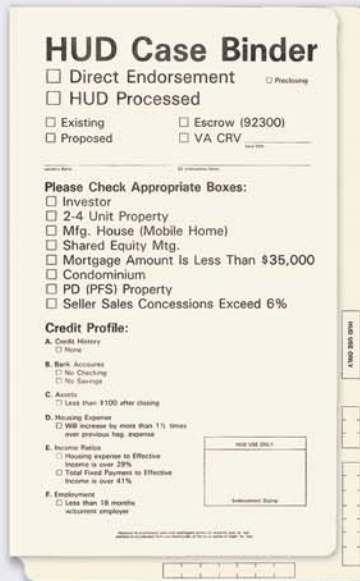 HUD Case Binder
☐ Direct Endorsement ☐ Preclosing
☐ HUD Processed
☐ Existing ☐ Escrow (92300)
☐ Proposed ☐ VA CRV
Please Check Appropriate Boxes:
☐ Investor
☐ 2-4 Unit Property
☐ Mfg. House (Mobile Home)
☐ Shared Equity Mtg.
☐ Mortgage Amount Is Less Than $35,000
☐ Condominium
☐ PD (PFS) Property
☐ Seller Sales Concessions Exceed 6%
Credit Profile:
A. Credit History
☐ None
B. Bank Accounts
☐ No Checking
☐ No Savings
C. Assets
☐ Less than $100 after closing
D. Housing Expense
☐ Will increase by more than 1½ times
over previous hsg. expense
E. Income Ratios
☐ Housing expense to Effective
Income is over 29%
☐ Total Fixed Payment to Effective
Income is over 41%
F. Employment
☐ Less than 18 months
w/current employer
HUD USE ONLY
Endorsement Stamp
HUD USE ONLY